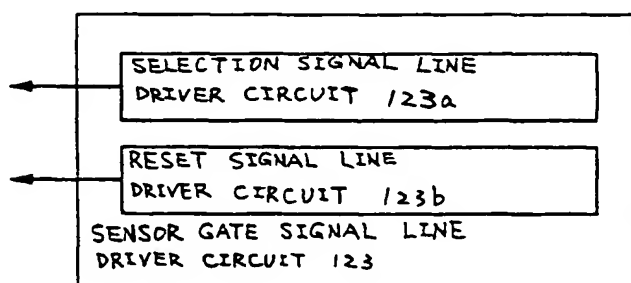 SELECTION SIGNAL LINE
DRIVER CIRCUIT 123a
RESET SIGNAL LINE
DRIVER CIRCUIT 123b
SENSOR GATE SIGNAL LINE
DRIVER CIRCUIT 123